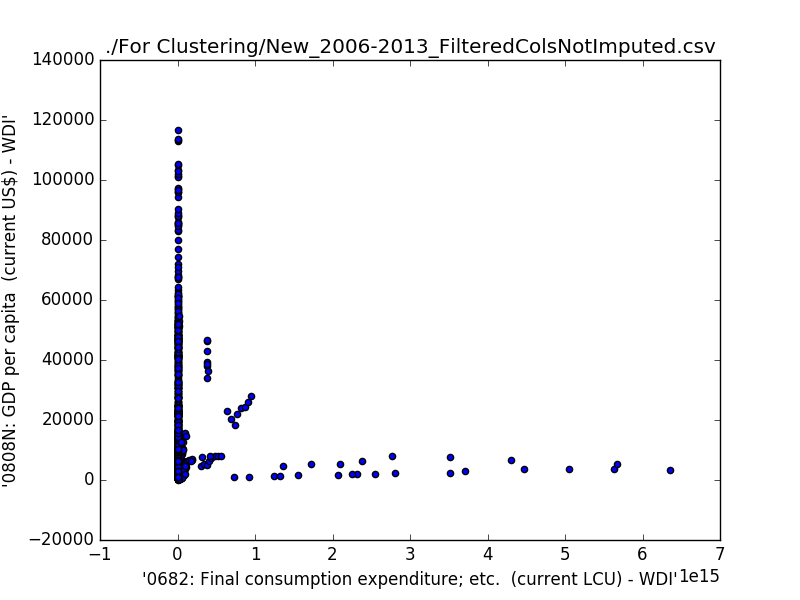 ./For Clustering/New_2006-2013_FilteredColsNotImputed.csv
140000
120000
100000
80000
60000
40000
20000
0
−20000
'0808N: GDP per capita  (current US$) - WDI'
−1 0 1 2 3 4 5 6 7
1e15
'0682: Final consumption expenditure; etc.  (current LCU) - WDI'